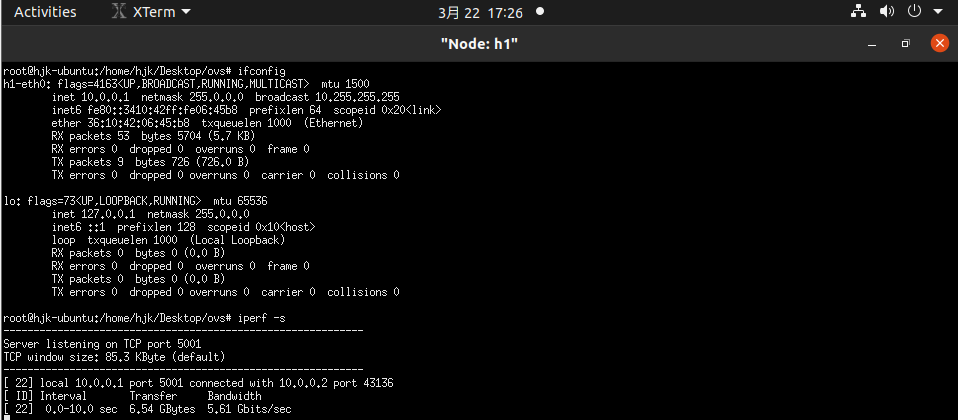 Activities XTerm 3月 22 17:26
"Node: h1"
root@hjk-ubuntu:/home/hjk/Desktop/ovs# ifconfig
h1-eth0: flags=4163<UP,BROADCAST,RUNNING,MULTICAST>  mtu 1500
        inet 10.0.0.1  netmask 255.0.0.0  broadcast 10.255.255.255
        inet6 fe80::3410:42ff:fe06:45b8  prefixlen 64  scopeid 0x20<link>
        ether 36:10:42:06:45:b8  txqueuelen 1000  (Ethernet)
        RX packets 53  bytes 5704 (5.7 KB)
        RX errors 0  dropped 0  overruns 0  frame 0
        TX packets 9  bytes 726 (726.0 B)
        TX errors 0  dropped 0 overruns 0  carrier 0  collisions 0
lo: flags=73<UP,LOOPBACK,RUNNING>  mtu 65536
        inet 127.0.0.1  netmask 255.0.0.0
        inet6 ::1  prefixlen 128  scopeid 0x10<host>
        loop  txqueuelen 1000  (Local Loopback)
        RX packets 0  bytes 0 (0.0 B)
        RX errors 0  dropped 0  overruns 0  frame 0
        TX packets 0  bytes 0 (0.0 B)
        TX errors 0  dropped 0 overruns 0  carrier 0  collisions 0
root@hjk-ubuntu:/home/hjk/Desktop/ovs# iperf -s
------------------------------------------------------------
Server listening on TCP port 5001
TCP window size: 85.3 KByte (default)
------------------------------------------------------------
[ 22] local 10.0.0.1 port 5001 connected with 10.0.0.2 port 43136
[ ID] Interval       Transfer     Bandwidth
[ 22]  0.0-10.0 sec  6.54 GBytes  5.61 Gbits/sec